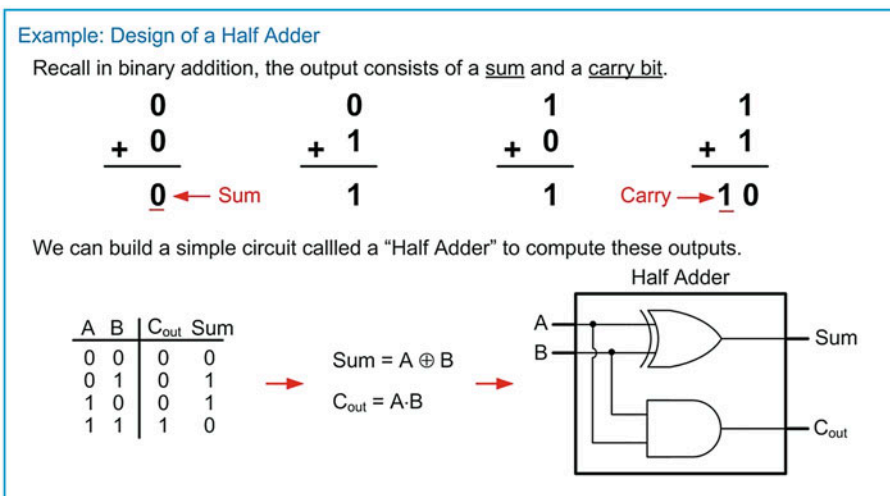 Example: Design of a Half Adder
Recall in binary addition, the output consists of a sum and a carry bit.
0 0 1 1
+ 0 + 1 + 0 + 1
0 ← Sum 1 1 Carry → 1 0
We can build a simple circuit callled a “Half Adder” to compute these outputs.
Half Adder
A B Cout Sum
0 0 0 0
0 1 0 1
1 0 0 1
1 1 1 0
Sum = A ⊕ B
Cout = A·B
A
B
Sum
Cout